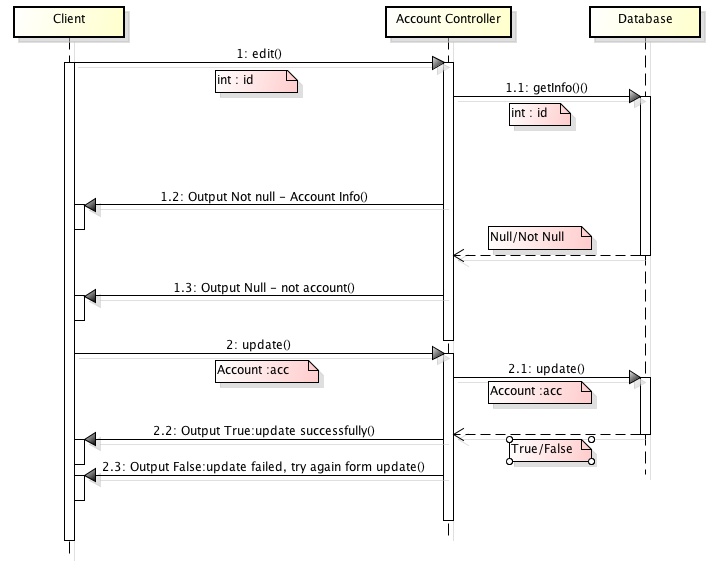 Client
Account Controller
Database
1: edit()
int : id
1.1: getInfo()()
int : id
1.2: Output Not null - Account Info()
Null/Not Null
1.3: Output Null - not account()
2: update()
Account :acc
2.1: update()
Account :acc
2.2: Output True:update successfully()
True/False
2.3: Output False:update failed, try again form update()